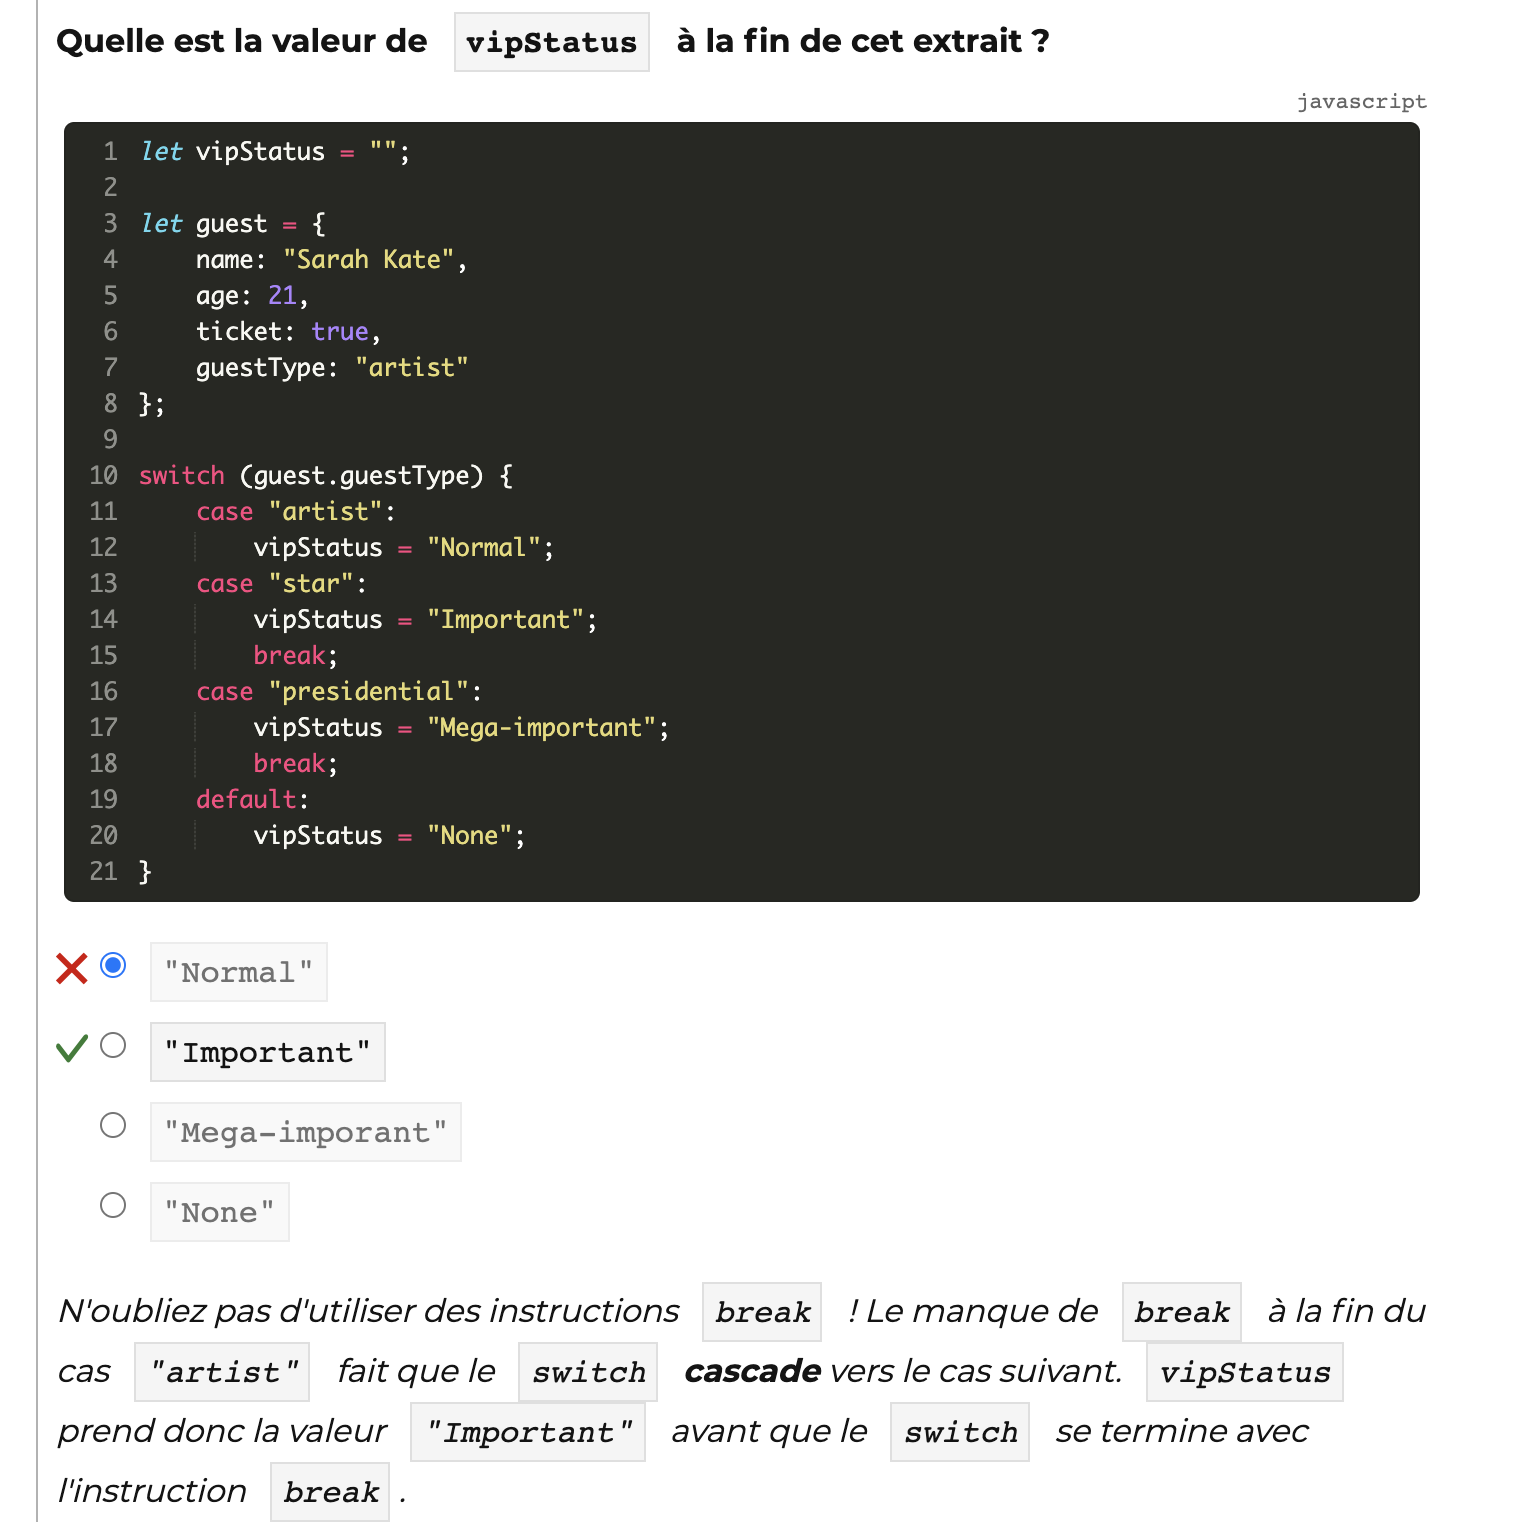 Quelle est la valeur de vipStatus à la fin de cet extrait ?
javascript
1 let vipStatus = "";
2
3 let guest = {
4     name: "Sarah Kate",
5     age: 21,
6     ticket: true,
7     guestType: "artist"
8 };
9
10 switch (guest.guestType) {
11     case "artist":
12         vipStatus = "Normal";
13     case "star":
14         vipStatus = "Important";
15         break;
16     case "presidential":
17         vipStatus = "Mega-important";
18         break;
19     default:
20         vipStatus = "None";
21 }
"Normal"
"Important"
"Mega-imporant"
"None"
N'oubliez pas d'utiliser des instructions break ! Le manque de break à la fin du
cas "artist" fait que le switch cascade vers le cas suivant. vipStatus
prend donc la valeur "Important" avant que le switch se termine avec
l'instruction break .